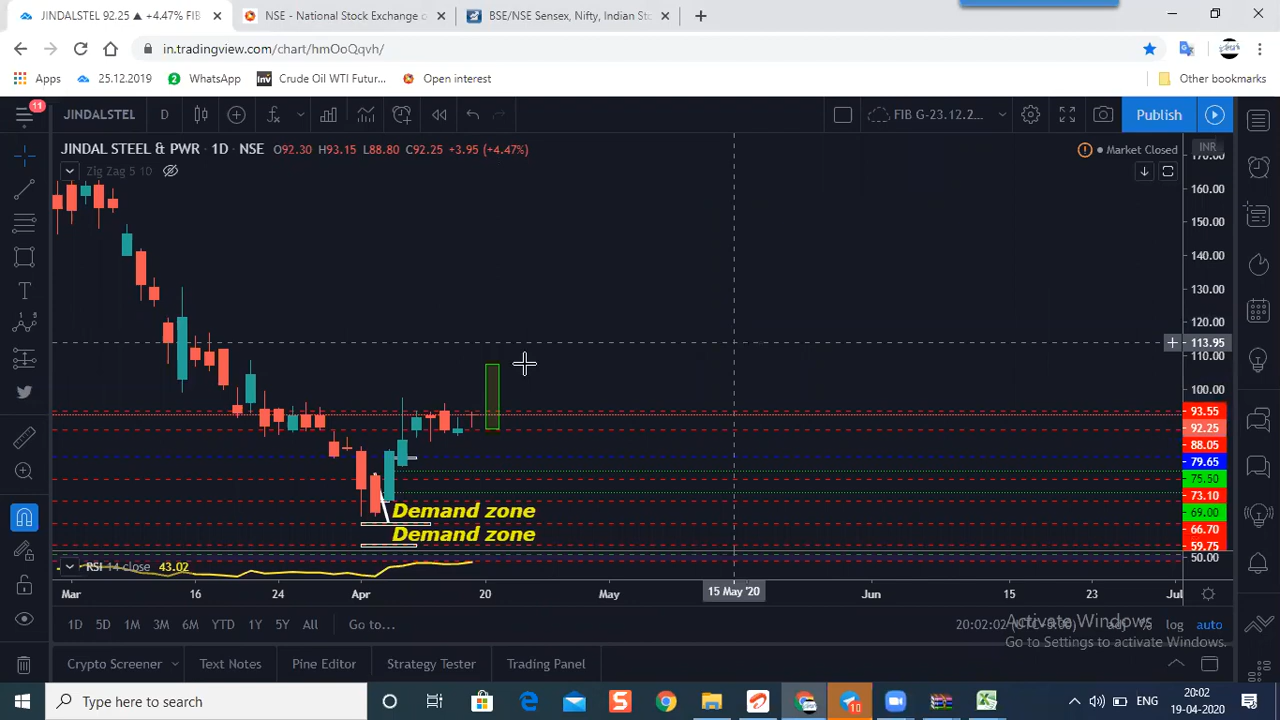 JINDALSTEL 92.25 ▲ +4.47% FIB
NSE - National Stock Exchange o
BSE/NSE Sensex, Nifty, Indian St
in.tradingview.com/chart/hmOoQqvh/
Apps
25.12.2019
2 WhatsApp
Inv Crude Oil WTI Futur...
Open interest
Other bookmarks
11
JINDALSTEL D
FIB G-23.12.2...
Publish
JINDAL STEEL & PWR · 1D · NSE O92.30 H93.15 L88.80 C92.25 +3.95 (+4.47%)
Market Closed
INR
Zig Zag 5 10
170.00
160.00
150.00
140.00
130.00
120.00
113.95
110.00
100.00
93.55
92.25
88.05
79.65
75.50
73.10
69.00
66.70
59.75
50.00
Demand zone
Demand zone
RSI 14 close 43.02
Mar 16 24 Apr 20 May 15 May '20 Jun 15 23 Jul
1D 5D 1M 3M 6M YTD 1Y 5Y All Go to...
adj % log auto
Activate Windows
Go to Settings to activate Windows.
Crypto Screener Text Notes Pine Editor Strategy Tester Trading Panel
Type here to search
10
ENG
20:02
19-04-2020